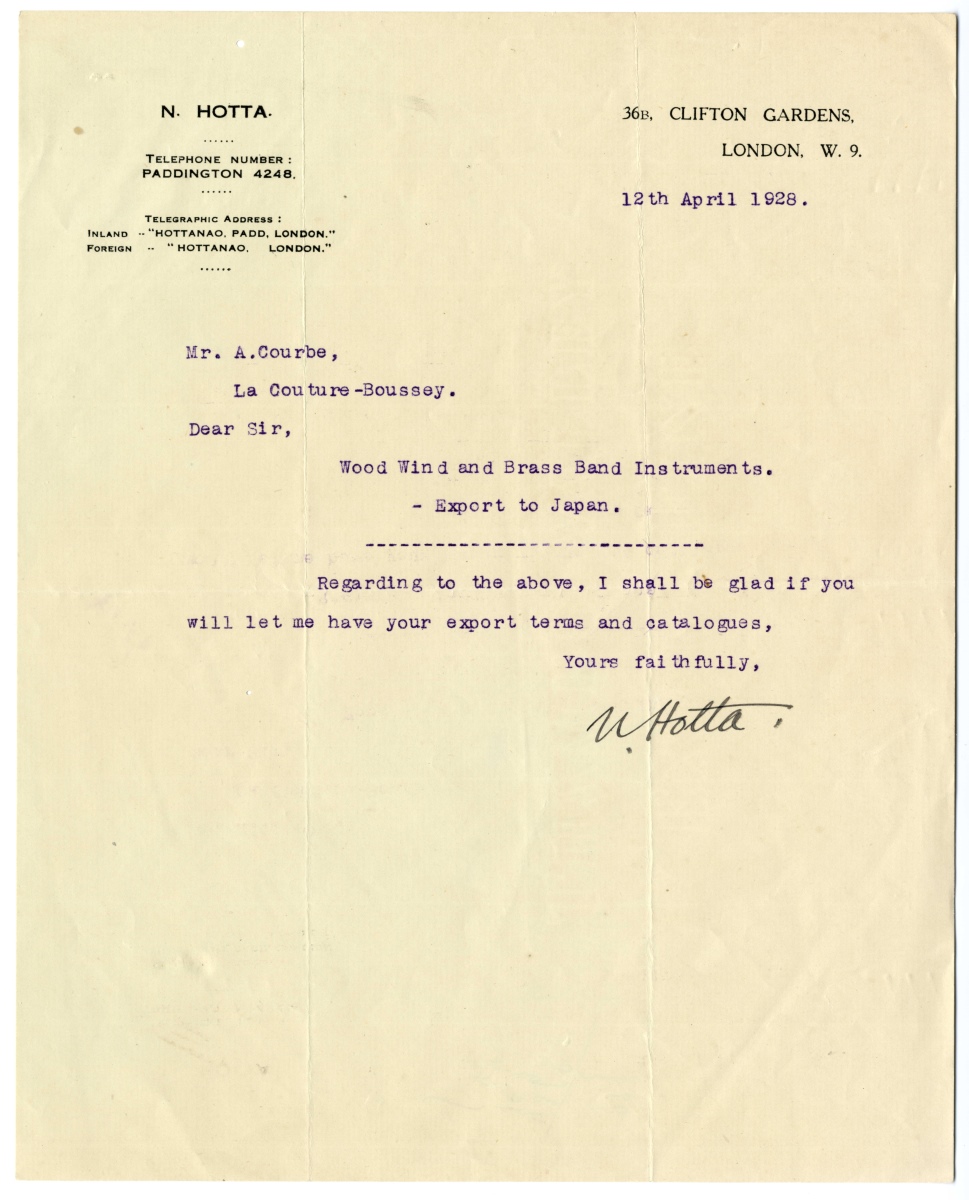 N. HOTTA.
......
TELEPHONE NUMBER :
PADDINGTON 4248.
......
TELEGRAPHIC ADDRESS :
INLAND -- "HOTTANAO, PADD, LONDON."
FOREIGN -- "HOTTANAO, LONDON."
......
36B, CLIFTON GARDENS,
LONDON, W. 9.
12th April 1928.
Mr. A.Courbe,
La Couture-Boussey.
Dear Sir,
Wood Wind and Brass Band Instruments.
- Export to Japan.
-----------------------------
Regarding to the above, I shall be glad if you
will let me have your export terms and catalogues,
Yours faithfully,
N. Hotta.